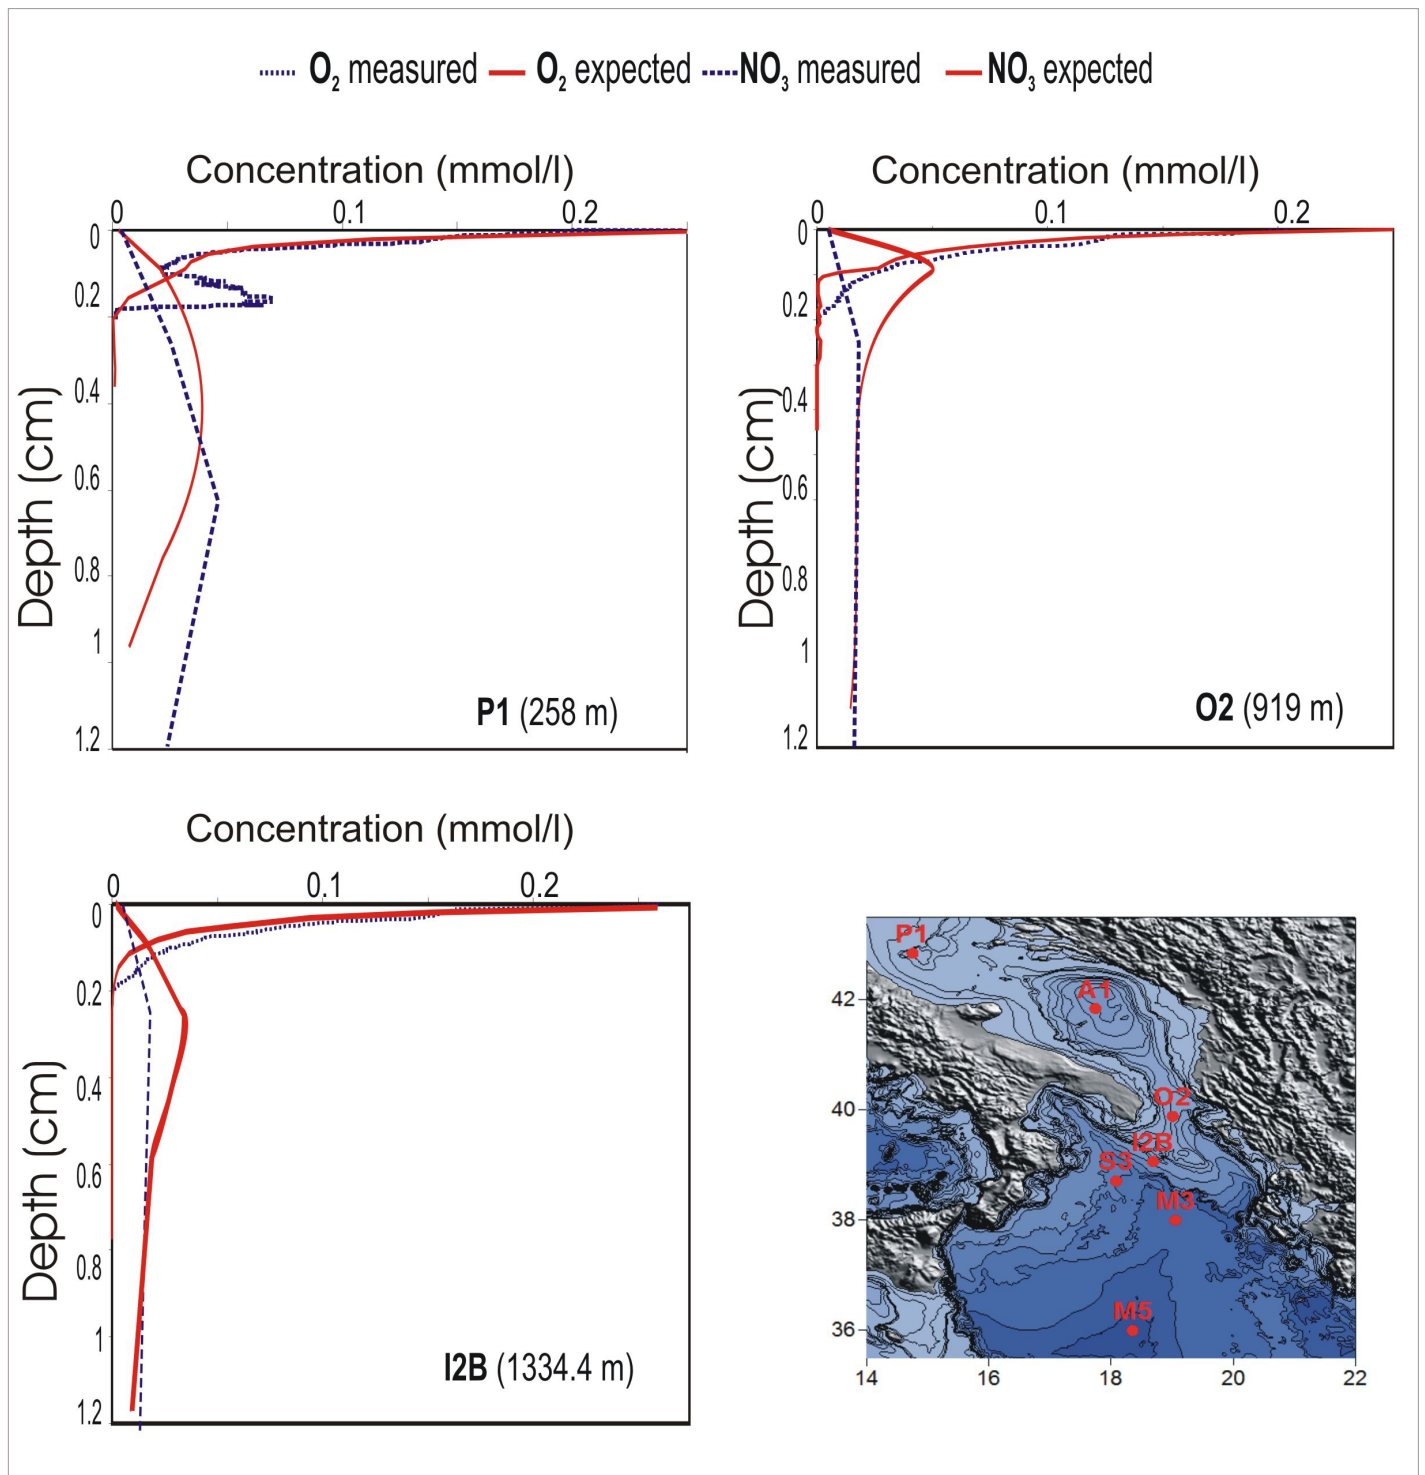 O2 measured O2 expected NO3 measured NO3 expected
Concentration (mmol/l)
0 0.1 0.2
Depth (cm)
0
0.2
0.4
0.6
0.8
1
1.2
P1 (258 m)
Concentration (mmol/l)
0 0.1 0.2
Depth (cm)
0
0.2
0.4
0.6
0.8
1
1.2
O2 (919 m)
Concentration (mmol/l)
0 0.1 0.2
Depth (cm)
0
0.2
0.4
0.6
0.8
1
1.2
I2B (1334.4 m)
P1
A1
42
O2
40
I2B
S3
M3
38
M5
36
14 16 18 20 22